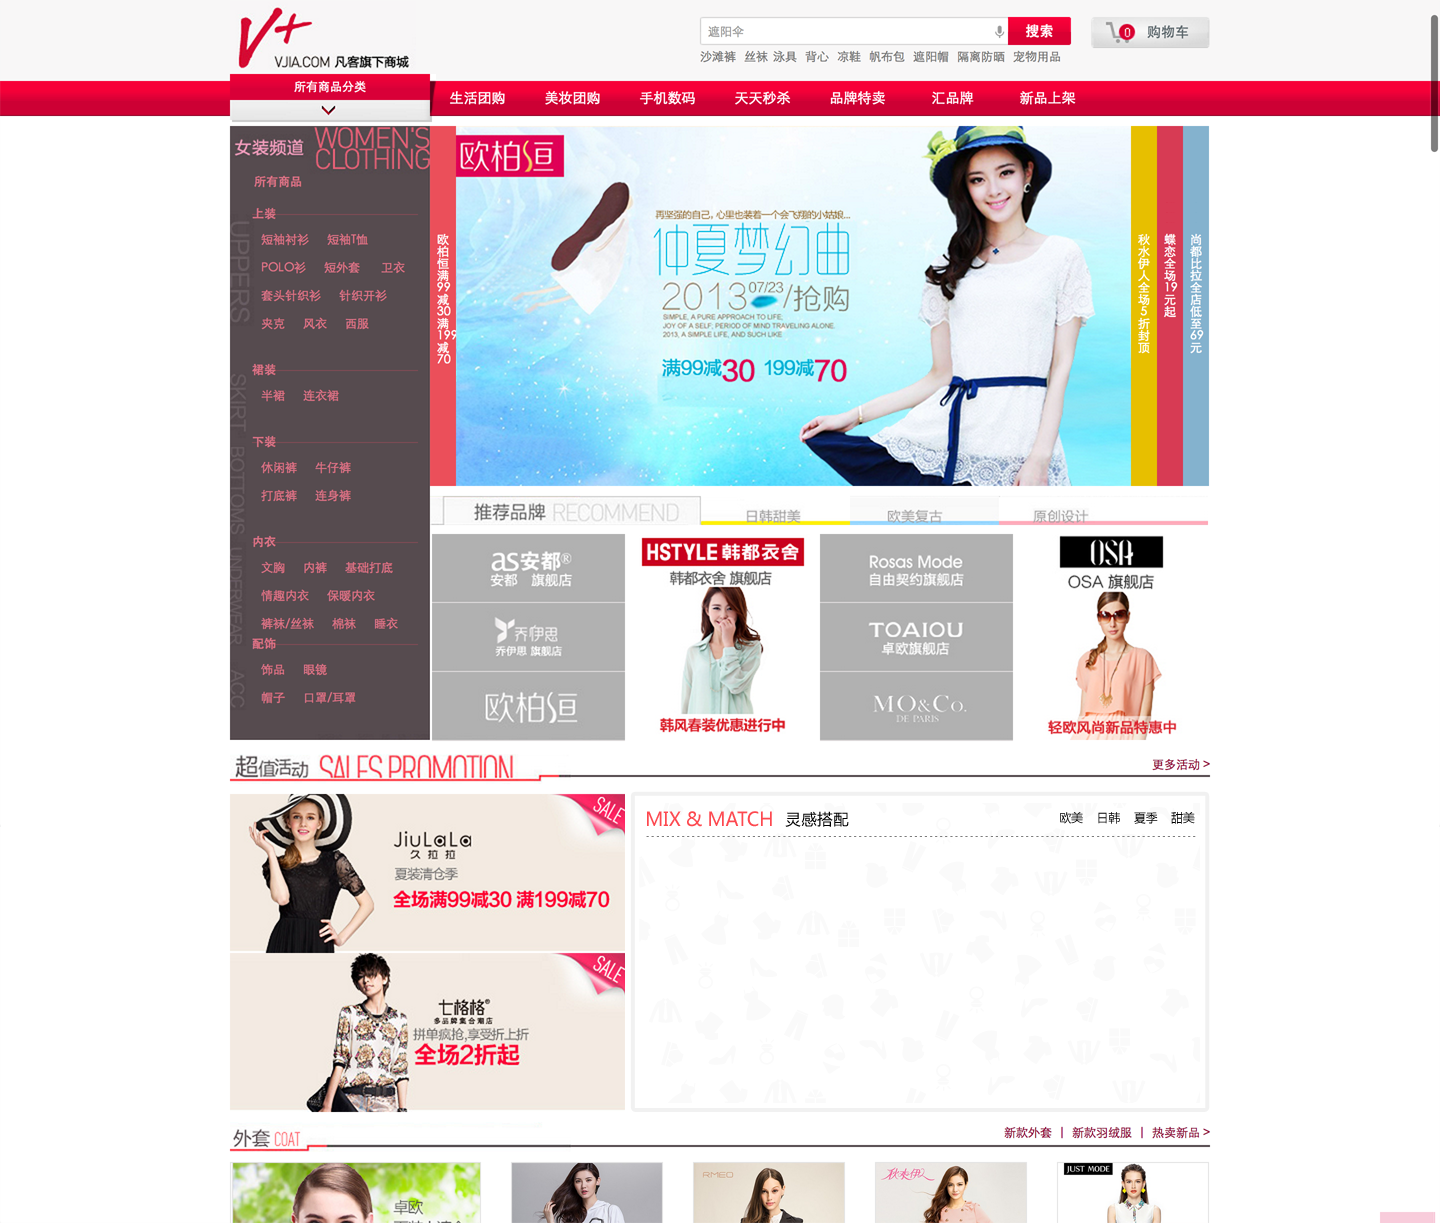 V+
VJIA.COM 凡客旗下商城
遮阳伞
搜索
0 购物车
沙滩裤 丝袜 泳具 背心 凉鞋 帆布包 遮阳帽 隔离防晒 宠物用品
所有商品分类
生活团购 美妆团购 手机数码 天天秒杀 品牌特卖 汇品牌 新品上架
女装频道 WOMEN'S CLOTHING
所有商品
UPPERS
上装
短袖衬衫 短袖T恤
POLO衫 短外套 卫衣
套头针织衫 针织开衫
夹克 风衣 西服
SKIRT
裙装
半裙 连衣裙
BOTTOMS
下装
休闲裤 牛仔裤
打底裤 连身裤
UNDERWEAR
内衣
文胸 内裤 基础打底
情趣内衣 保暖内衣
裤袜/丝袜 棉袜 睡衣
ACC
配饰
饰品 眼镜
帽子 口罩/耳罩
欧柏恒满99减30满199减70
欧柏洹
再坚强的自己，心里也装着一个会飞翔的小姑娘...
仲夏梦幻曲
2013 07/23 /抢购
SIMPLE, A PURE APPROACH TO LIFE,
JOY OF A SELF, PERIOD OF MIND TRAVELING ALONE.
2013, A SIMPLE LIFE, AND SUCH LIKE
满99减30 199减70
秋水伊人全场5折封顶
蝶恋全场19元起
尚都比拉全店低至69元
推荐品牌 RECOMMEND
日韩甜美
欧美复古
原创设计
as安都®
安都 旗舰店
乔伊思
乔伊思 旗舰店
欧柏洹
HSTYLE 韩都衣舍
韩都衣舍 旗舰店
韩风春装优惠进行中
Rosas Mode
自由契约旗舰店
TOAIOU
卓欧旗舰店
MO&Co.
DE PARIS
OSA
OSA 旗舰店
轻欧风尚新品特惠中
超值活动 SALES PROMOTION
更多活动 >
SALE
JiuLaLa
久拉拉
夏装清仓季
全场满99减30 满199减70
SALE
七格格®
多品牌集合潮店
拼单疯抢,享受折上折
全场2折起
MIX & MATCH 灵感搭配
欧美 日韩 夏季 甜美
外套 COAT
新款外套 | 新款羽绒服 | 热卖新品 >
卓欧
RMEO
秋水伊人
JUST MODE